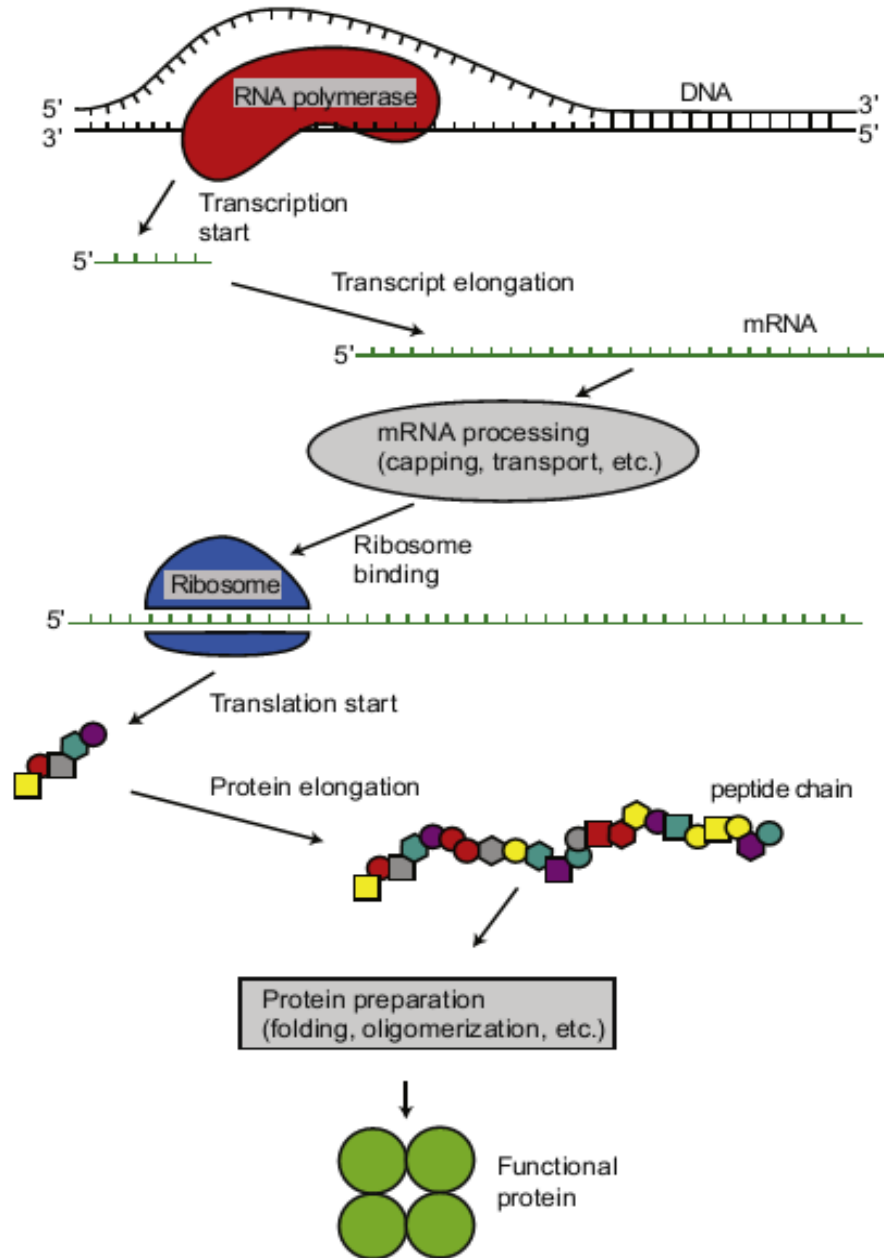 RNA polymerase
DNA
5'
3'
3'
5'
Transcription
start
5'
Transcript elongation
mRNA
5'
mRNA processing
(capping, transport, etc.)
Ribosome
binding
Ribosome
5'
Translation start
Protein elongation
peptide chain
Protein preparation
(folding, oligomerization, etc.)
Functional
protein